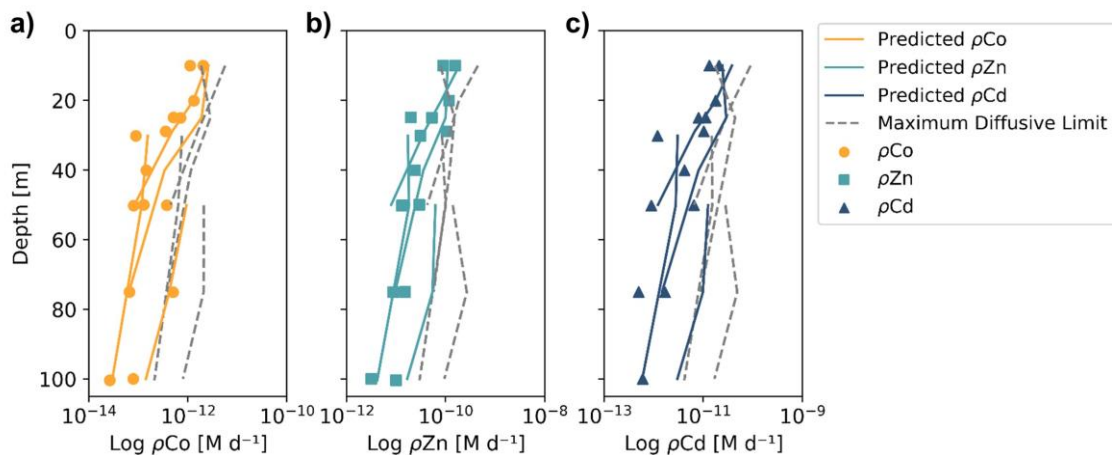 a)
b)
c)
0
20
40
60
80
100
Depth [m]
10⁻¹⁴ 10⁻¹² 10⁻¹⁰
Log ρCo [M d⁻¹]
10⁻¹² 10⁻¹⁰ 10⁻⁸
Log ρZn [M d⁻¹]
10⁻¹³ 10⁻¹¹ 10⁻⁹
Log ρCd [M d⁻¹]
Predicted ρCo
Predicted ρZn
Predicted ρCd
Maximum Diffusive Limit
ρCo
ρZn
ρCd